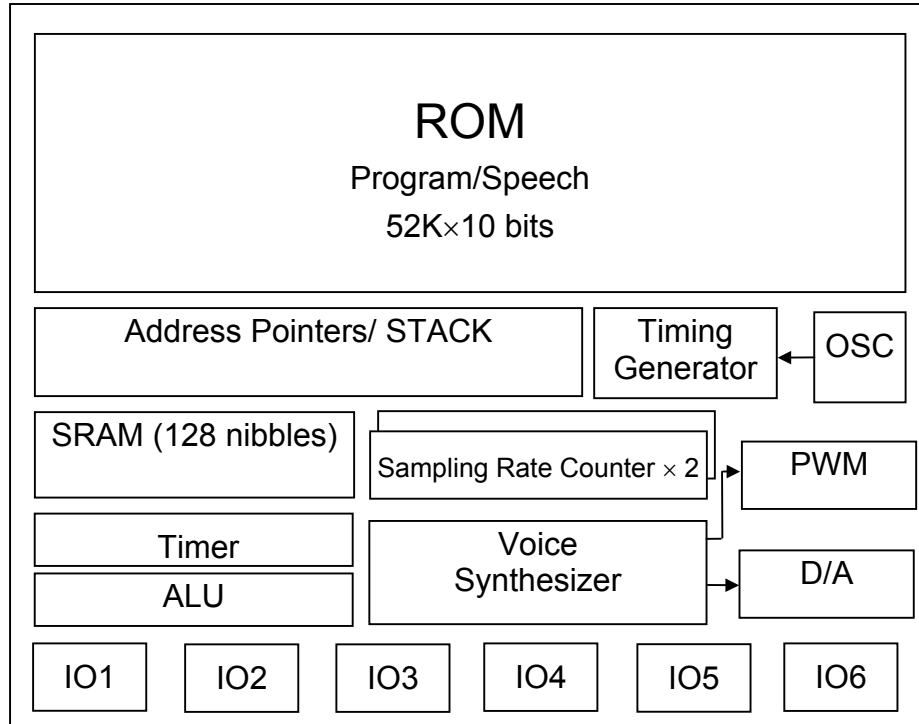 ROM
Program/Speech
52K×10 bits
Address Pointers/ STACK
Timing
Generator
OSC
SRAM (128 nibbles)
Sampling Rate Counter × 2
PWM
Timer
Voice
Synthesizer
D/A
ALU
IO1
IO2
IO3
IO4
IO5
IO6